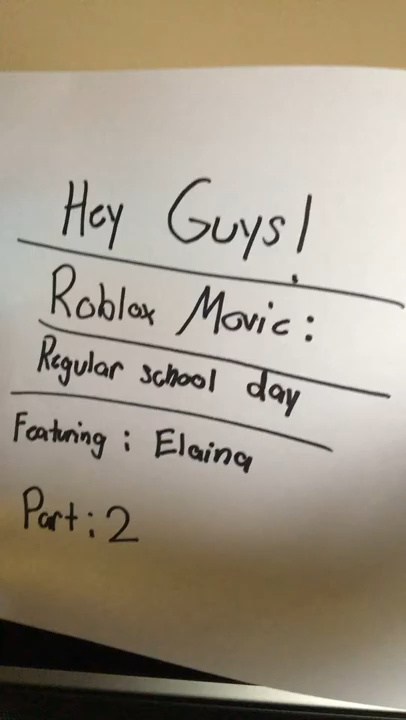 Hey Guys!
Roblox Movie:
Regular school day
Featuring: Elaina
Part: 2